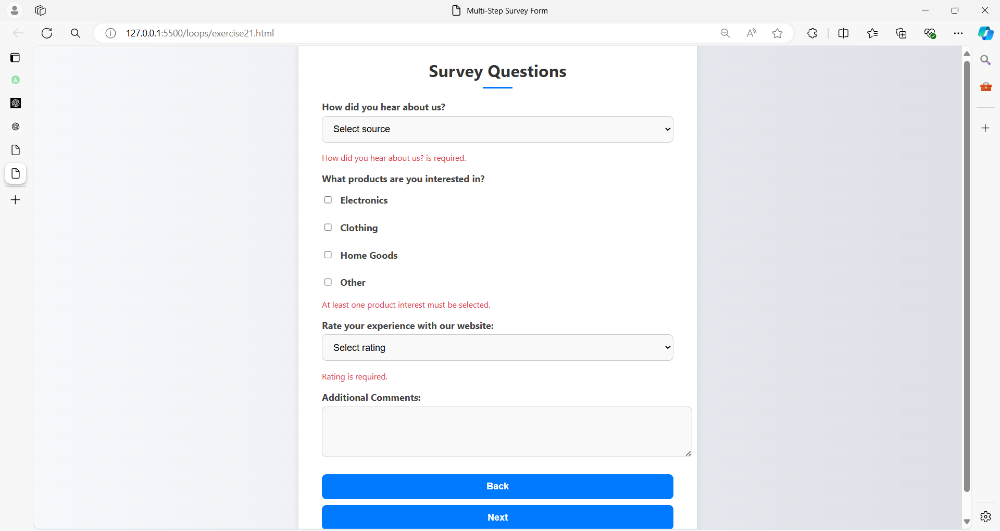 Multi-Step Survey Form
127.0.0.1:5500/loops/exercise21.html
Survey Questions
How did you hear about us?
Select source
How did you hear about us? is required.
What products are you interested in?
Electronics
Clothing
Home Goods
Other
At least one product interest must be selected.
Rate your experience with our website:
Select rating
Rating is required.
Additional Comments:
Back
Next